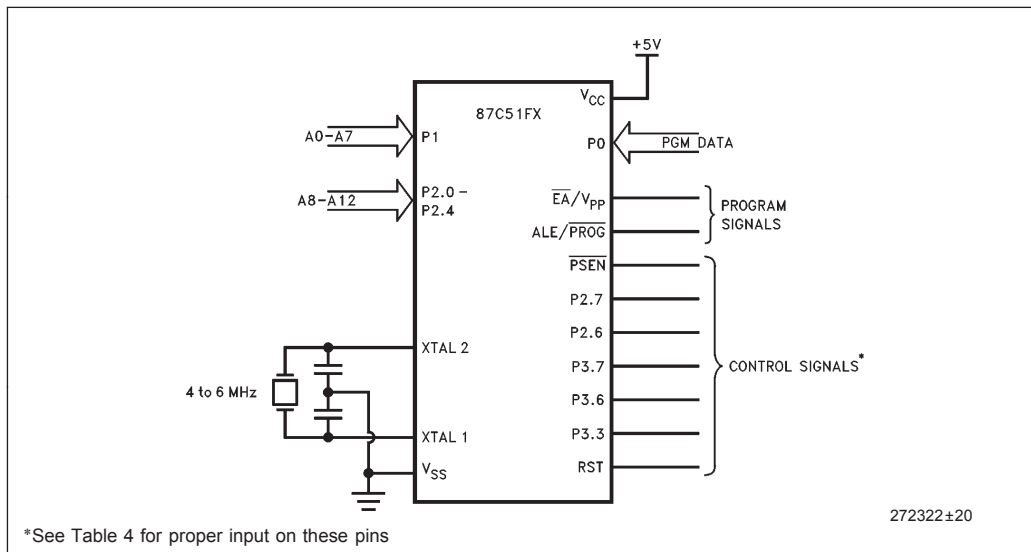 +5V
VCC
87C51FX
A0-A7
P1
P0
PGM DATA
A8-A12
P2.0-
P2.4
EA/VPP
ALE/PROG
PROGRAM
SIGNALS
PSEN
P2.7
P2.6
P3.7
P3.6
P3.3
RST
CONTROL SIGNALS*
XTAL 2
4 to 6 MHz
XTAL 1
VSS
272322±20
*See Table 4 for proper input on these pins